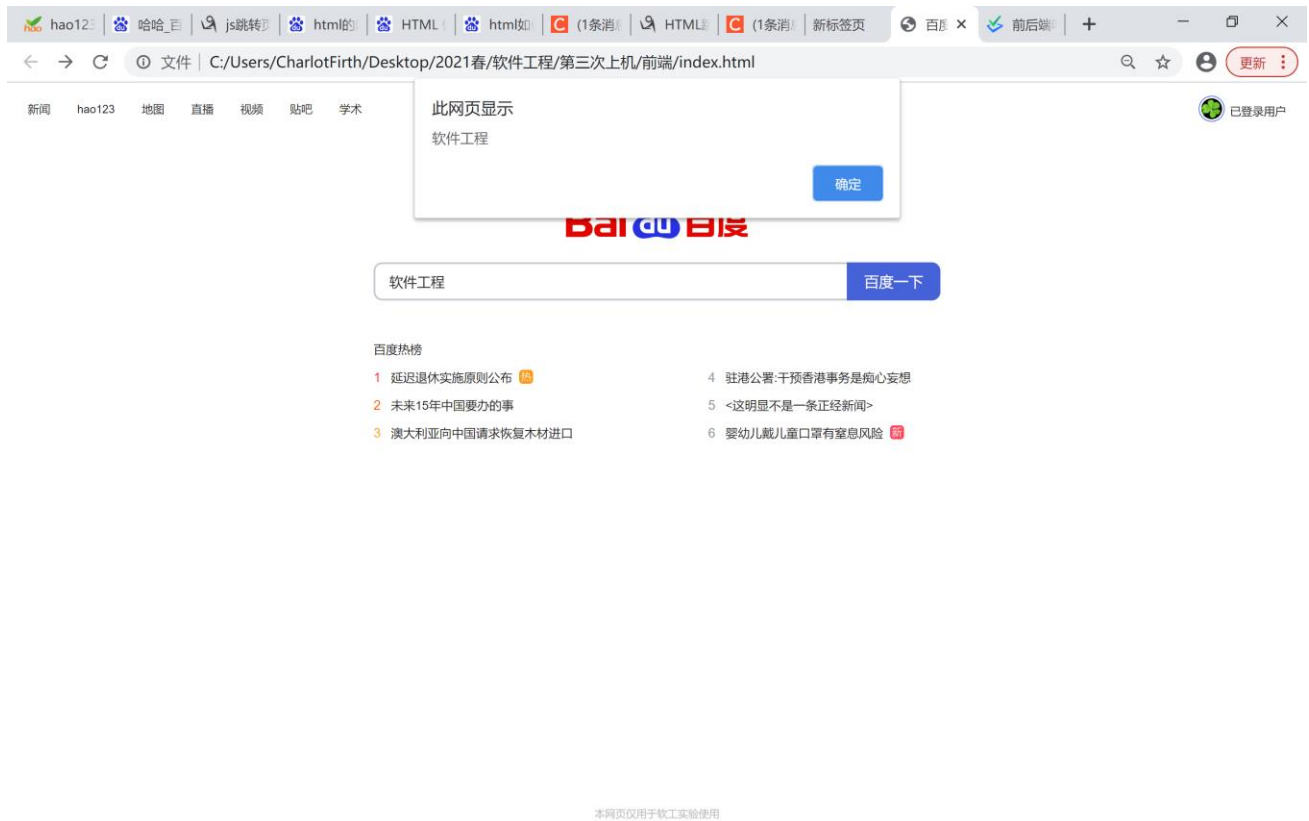 hao123 哈哈_百 js跳转页 html的 HTML html如 C (1条消息 HTML C (1条消息 新标签页 百度 前后端
文件 C:/Users/CharlotFirth/Desktop/2021春/软件工程/第三次上机/前端/index.html 更新
新闻 hao123 地图 直播 视频 贴吧 学术 已登录用户
此网页显示
软件工程
确定
Bai du 百度
软件工程 百度一下
百度热榜
1 延迟退休实施原则公布 热
2 未来15年中国要办的事
3 澳大利亚向中国请求恢复木材进口
4 驻港公署:干预香港事务是痴心妄想
5 <这明显不是一条正经新闻>
6 婴幼儿戴儿童口罩有窒息风险 新
本网页仅用于软工实验使用